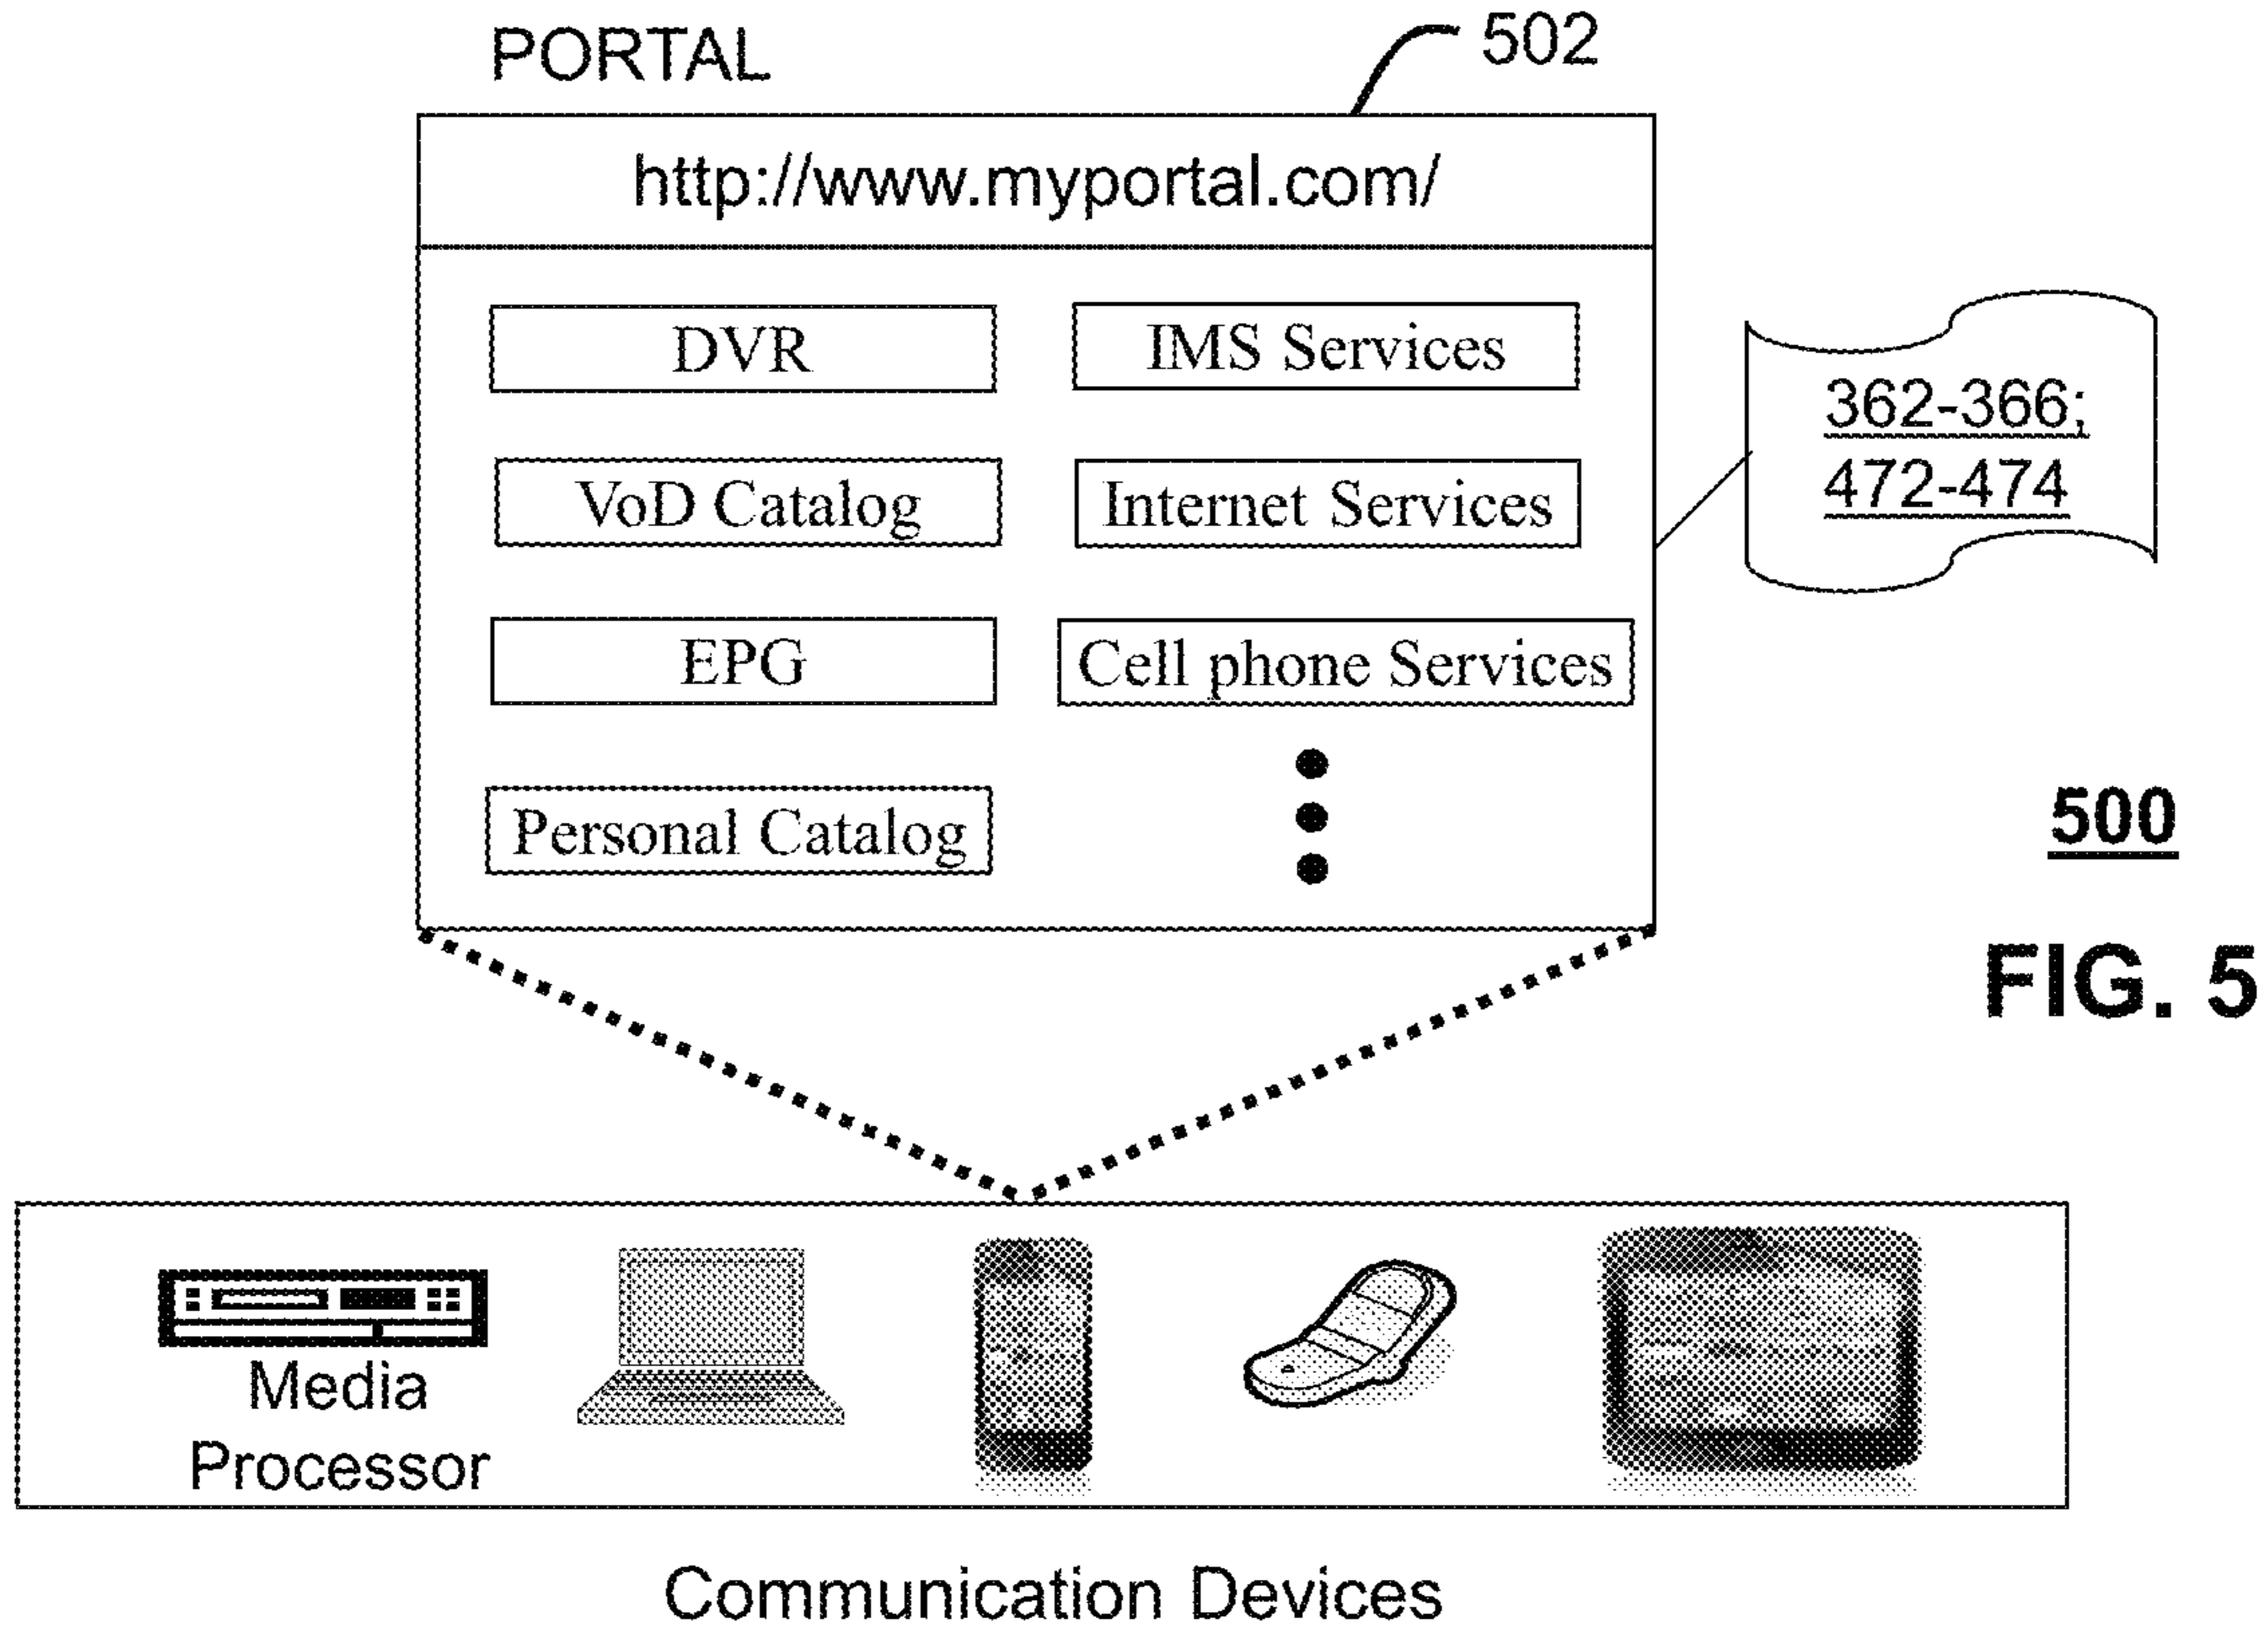 PORTAL
502
http://www.myportal.com/
DVR
IMS Services
VoD Catalog
Internet Services
EPG
Cell phone Services
Personal Catalog
362-366;
472-474
500
FIG. 5
Media
Processor
Communication Devices